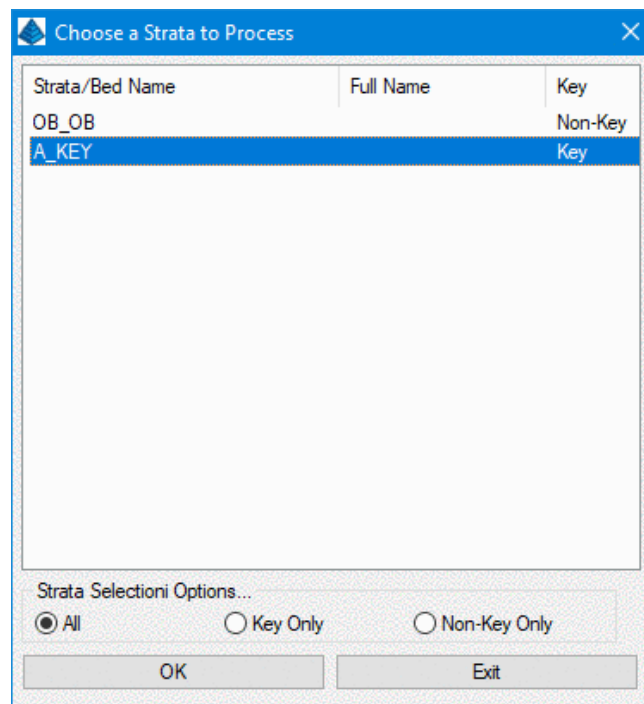 Choose a Strata to Process
Strata/Bed Name Full Name Key
OB_OB Non-Key
A_KEY Key
Strata Selectioni Options...
All Key Only Non-Key Only
OK Exit